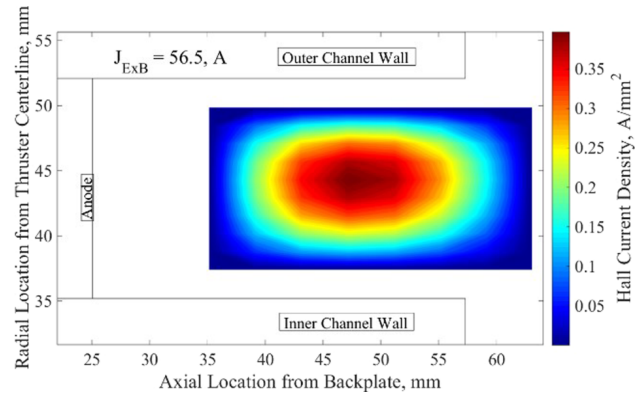 J_ExB = 56.5, A
Outer Channel Wall
Anode
Inner Channel Wall
Radial Location from Thruster Centerline, mm
55
50
45
40
35
25
30
35
40
45
50
55
60
Axial Location from Backplate, mm
0.35
0.3
0.25
0.2
0.15
0.1
0.05
Hall Current Density, A/mm²